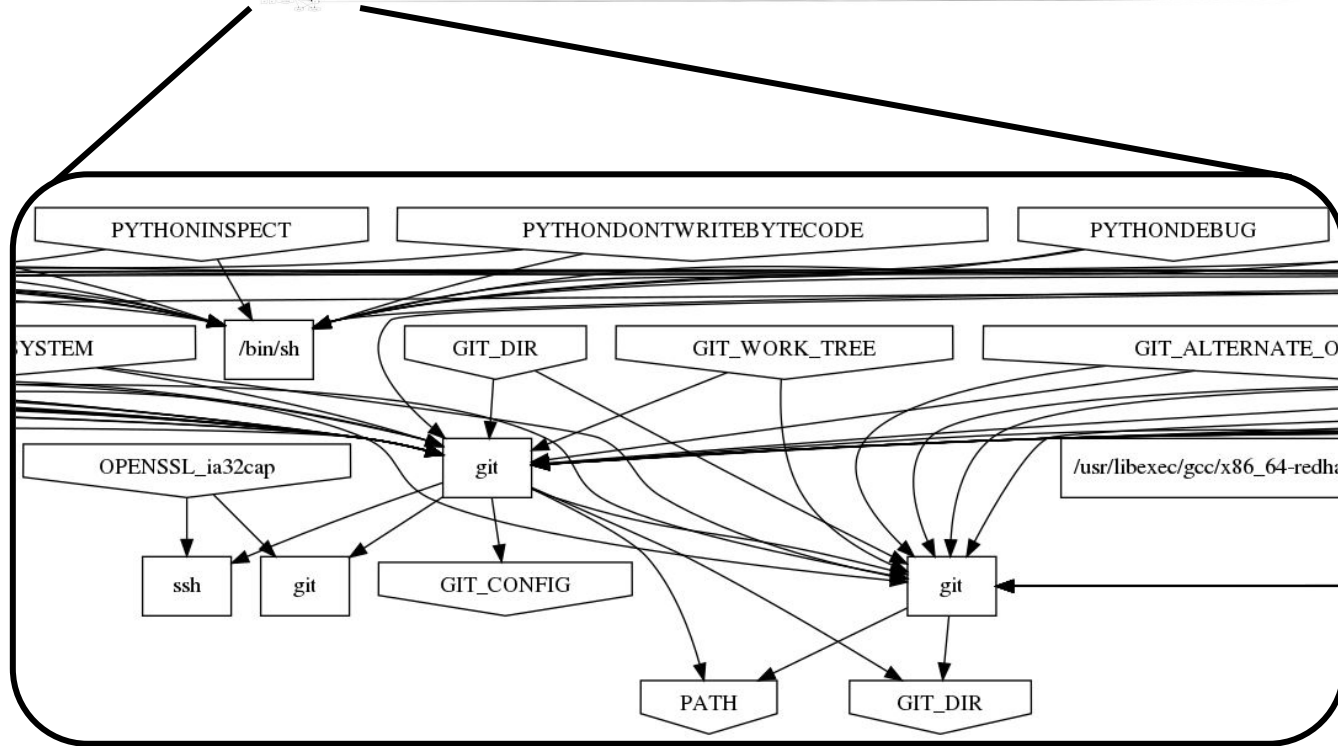 PYTHONINSPECT
PYTHONDONTWRITEBYTECODE
PYTHONDEBUG
YSTEM
/bin/sh
GIT_DIR
GIT_WORK_TREE
GIT_ALTERNATE_O
OPENSSL_ia32cap
git
/usr/libexec/gcc/x86_64-redha
ssh
git
GIT_CONFIG
git
PATH
GIT_DIR